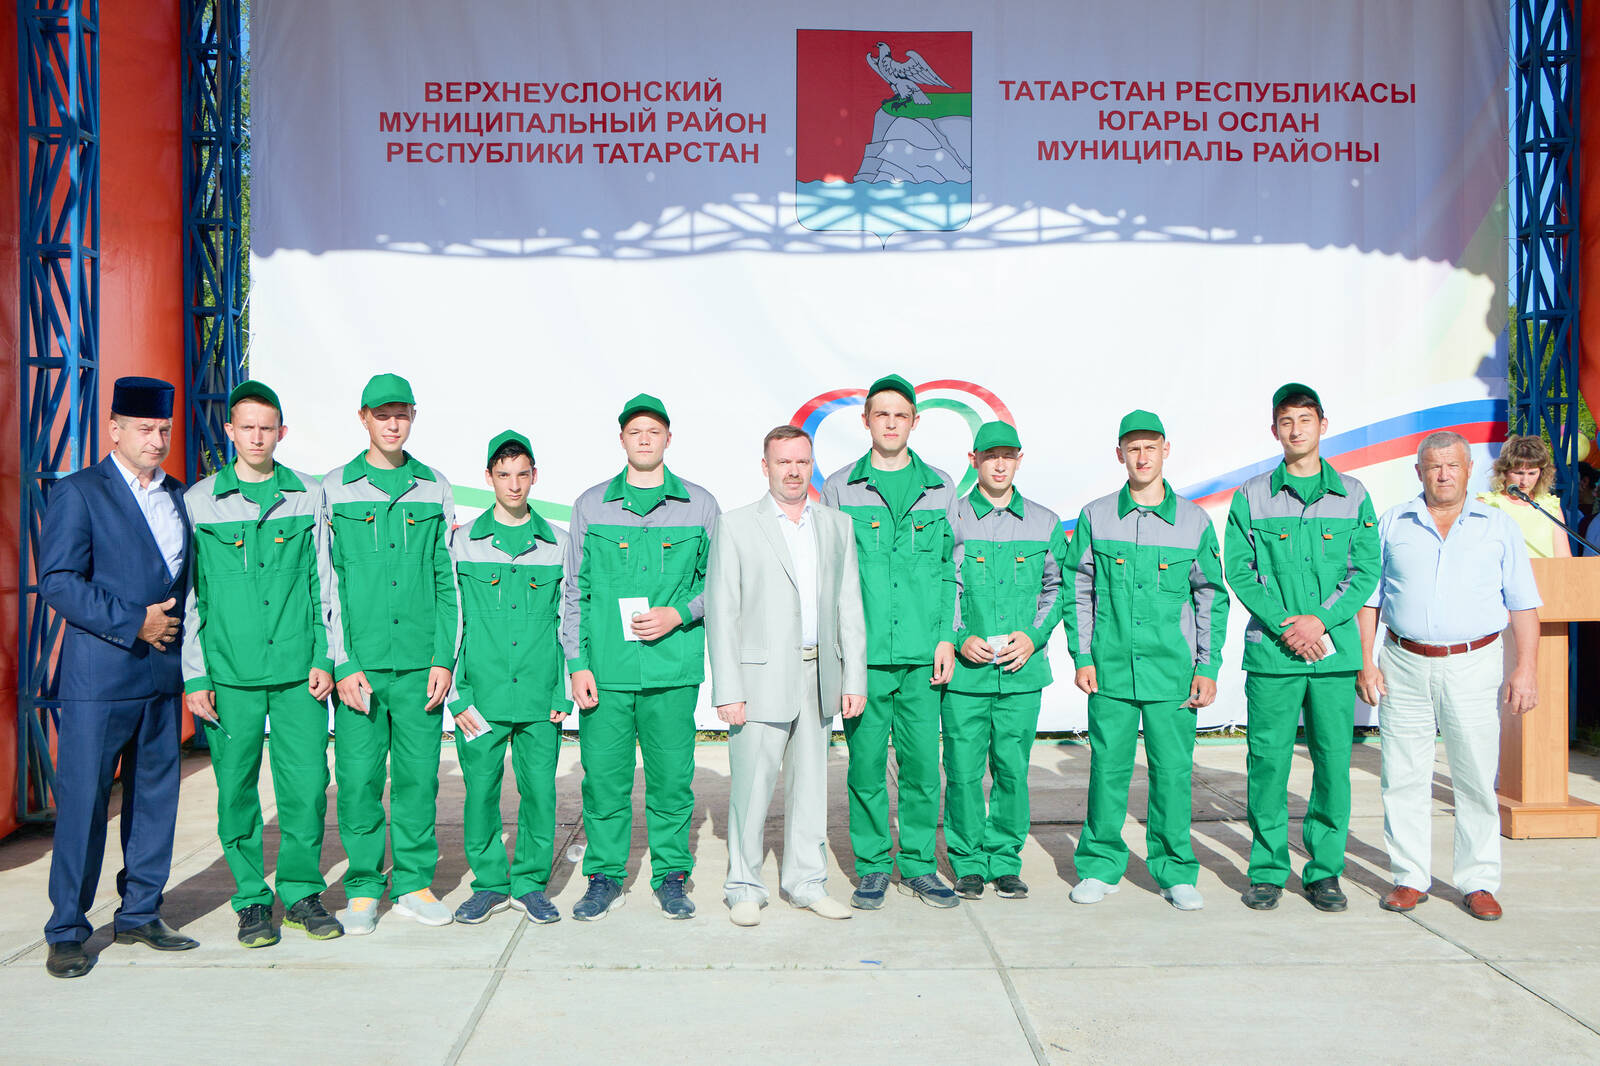 ВЕРХНЕУСЛОНСКИЙ
МУНИЦИПАЛЬНЫЙ РАЙОН
РЕСПУБЛИКИ ТАТАРСТАН
ТАТАРСТАН РЕСПУБЛИКАСЫ
ЮГАРЫ ОСЛАН
МУНИЦИПАЛЬ РАЙОНЫ